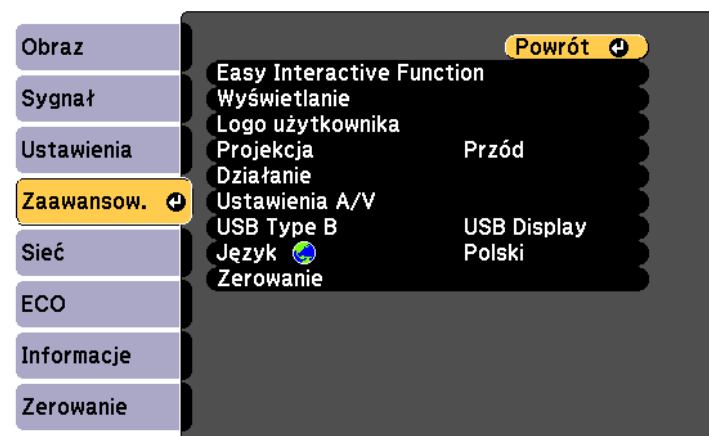 Obraz
Sygnał
Ustawienia
Zaawansow.
Sieć
ECO
Informacje
Zerowanie
Powrót
Easy Interactive Function
Wyświetlanie
Logo użytkownika
Projekcja Przód
Działanie
Ustawienia A/V
USB Type B USB Display
Język Polski
Zerowanie